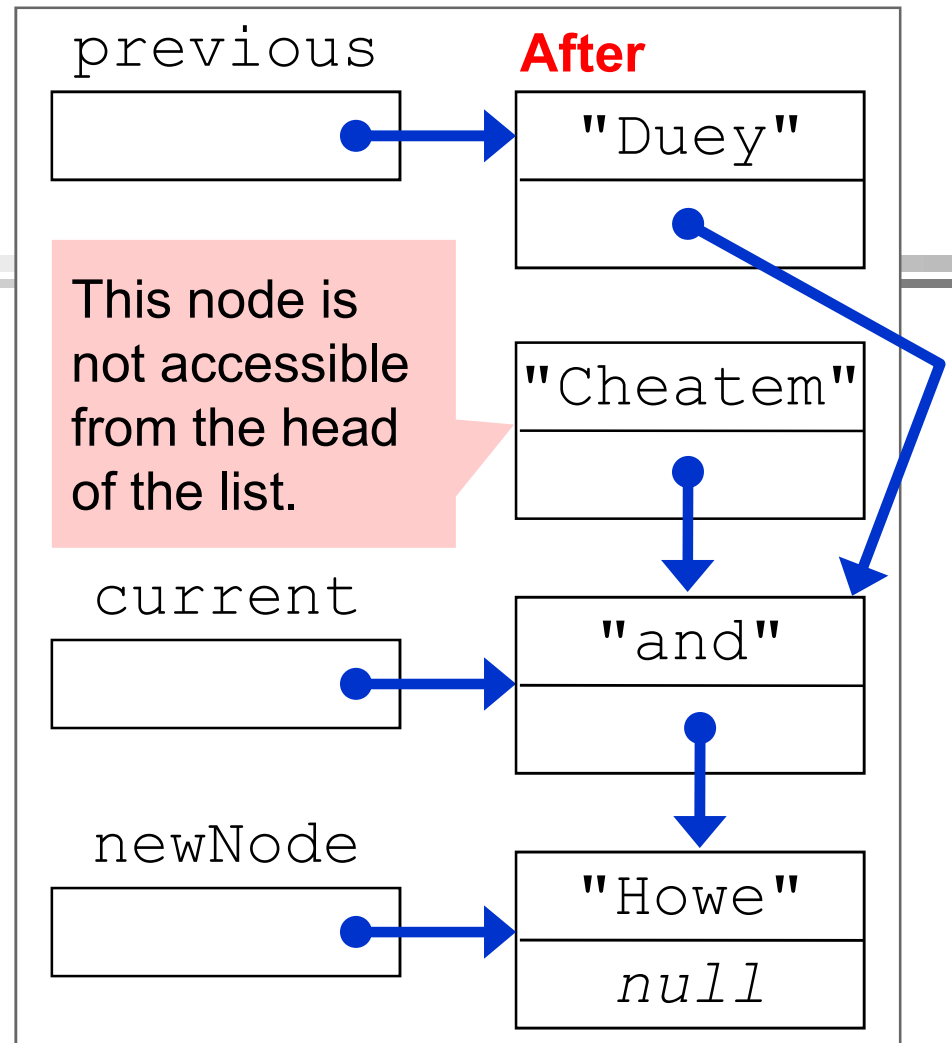 previous
After
"Duey"
This node is
not accessible
from the head
of the list.
"Cheatem"
current
"and"
newNode
"Howe"
null